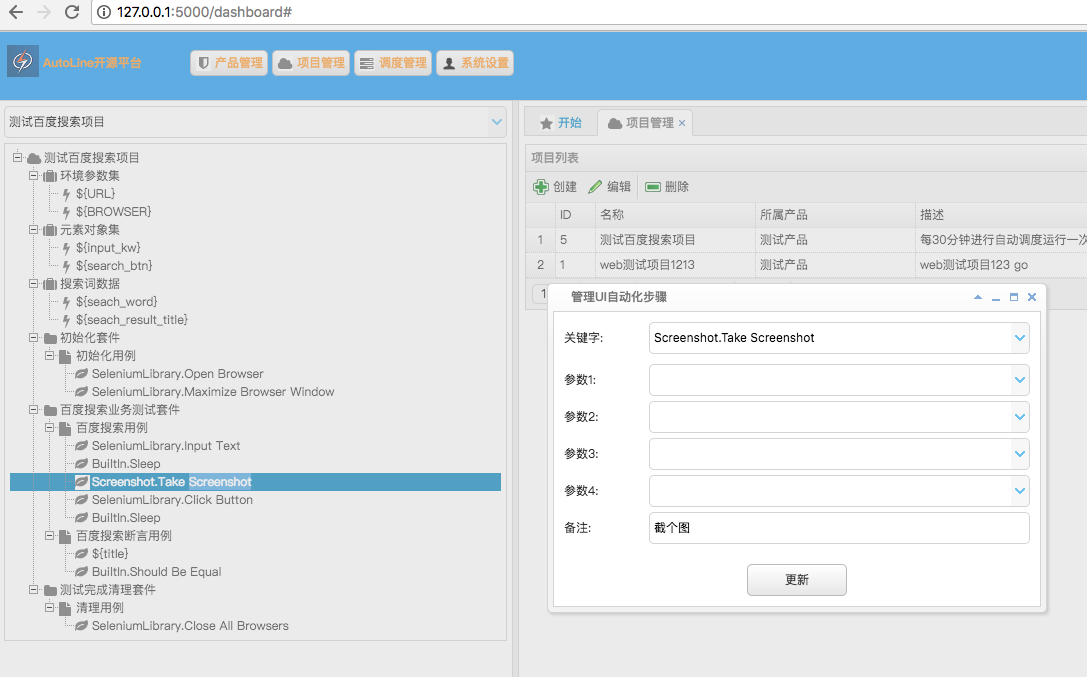 127.0.0.1:5000/dashboard#
AutoLine开源平台
产品管理
项目管理
调度管理
系统设置
测试百度搜索项目
测试百度搜索项目
环境参数集
${URL}
${BROWSER}
元素对象集
${input_kw}
${search_btn}
搜索词数据
${seach_word}
${seach_result_title}
初始化套件
初始化用例
SeleniumLibrary.Open Browser
SeleniumLibrary.Maximize Browser Window
百度搜索业务测试套件
百度搜索用例
SeleniumLibrary.Input Text
BuiltIn.Sleep
Screenshot.Take Screenshot
SeleniumLibrary.Click Button
BuiltIn.Sleep
百度搜索断言用例
${title}
BuiltIn.Should Be Equal
测试完成清理套件
清理用例
SeleniumLibrary.Close All Browsers
开始
项目管理 ×
项目列表
创建
编辑
删除
ID 名称 所属产品 描述
1 5 测试百度搜索项目 测试产品 每30分钟进行自动调度运行一次
2 1 web测试项目1213 测试产品 web测试项目123 go
1
管理UI自动化步骤
关键字: Screenshot.Take Screenshot
参数1:
参数2:
参数3:
参数4:
备注: 截个图
更新